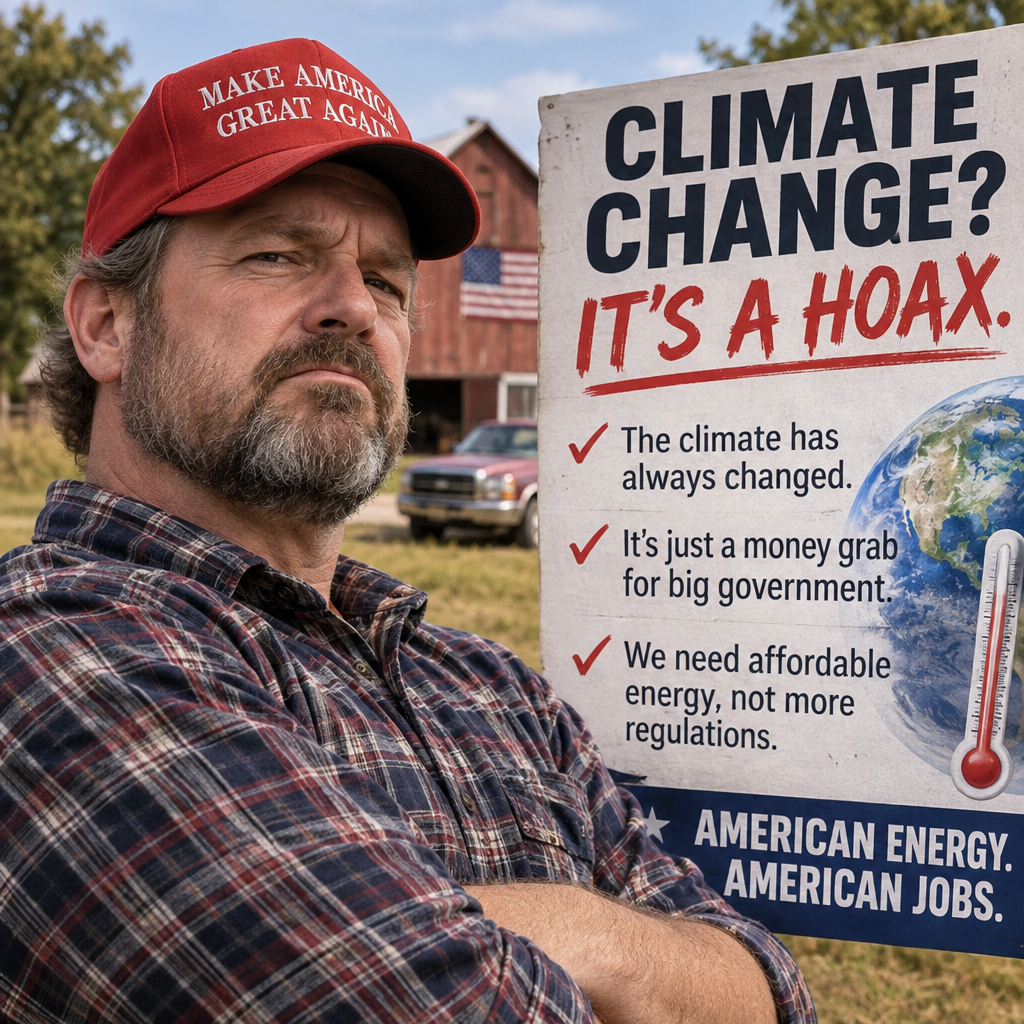 MAKE AMERICA
GREAT AGAIN
CLIMATE
CHANGE?
IT'S A HOAX.
The climate has
always changed.
It's just a money grab
for big government.
We need affordable
energy, not more
regulations.
AMERICAN ENERGY.
AMERICAN JOBS.